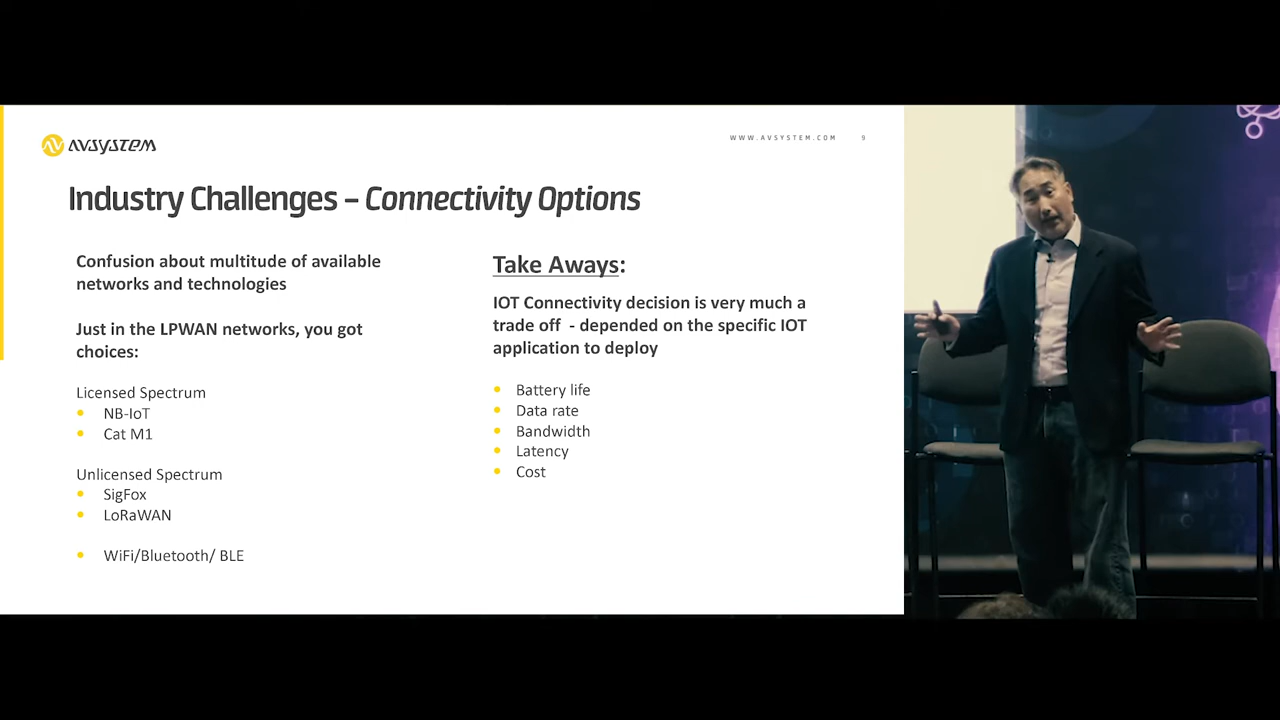 AVSYSTEM
WWW.AVSYSTEM.COM 9
Industry Challenges – Connectivity Options
Confusion about multitude of available
networks and technologies
Just in the LPWAN networks, you got
choices:
Licensed Spectrum
• NB-IoT
• Cat M1
Unlicensed Spectrum
• SigFox
• LoRaWAN
• WiFi/Bluetooth/ BLE
Take Aways:
IOT Connectivity decision is very much a
trade off - depended on the specific IOT
application to deploy
• Battery life
• Data rate
• Bandwidth
• Latency
• Cost